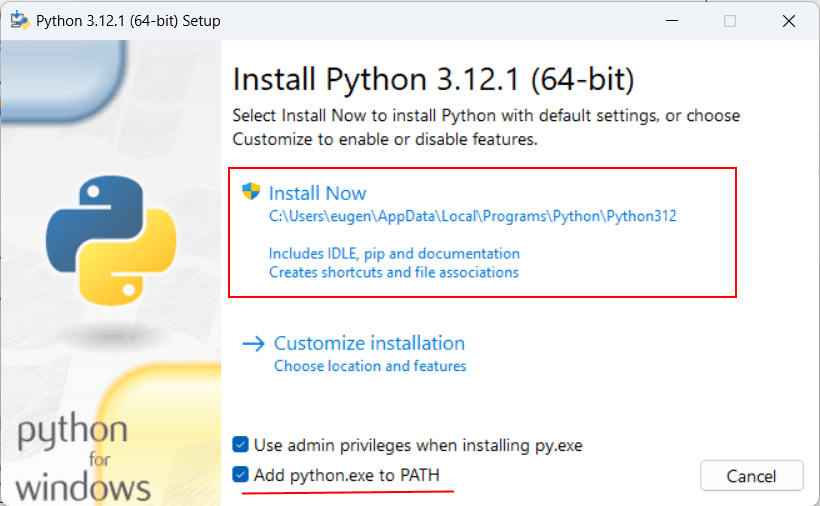 Python 3.12.1 (64-bit) Setup
Install Python 3.12.1 (64-bit)
Select Install Now to install Python with default settings, or choose
Customize to enable or disable features.
Install Now
C:\Users\eugen\AppData\Local\Programs\Python\Python312
Includes IDLE, pip and documentation
Creates shortcuts and file associations
Customize installation
Choose location and features
python
for
windows
Use admin privileges when installing py.exe
Add python.exe to PATH
Cancel